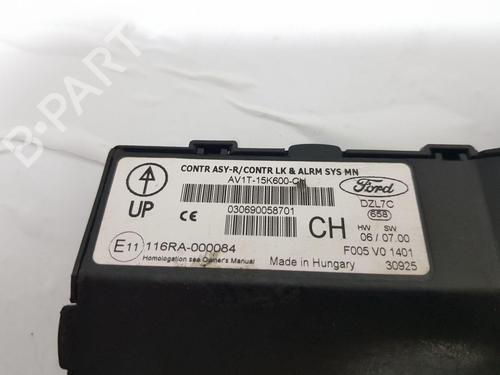 B-PARTS
CONTR ASY-R/CONTR LK & ALRM SYS MN
AV1T-15K600-CH
Ford
UP
CE
030690058701
CH
DZL7C
658
HW SW
06 / 07.00
E11 116RA-000084
F005 V0 1401
Homologation see Owner's Manual
Made in Hungary
30925